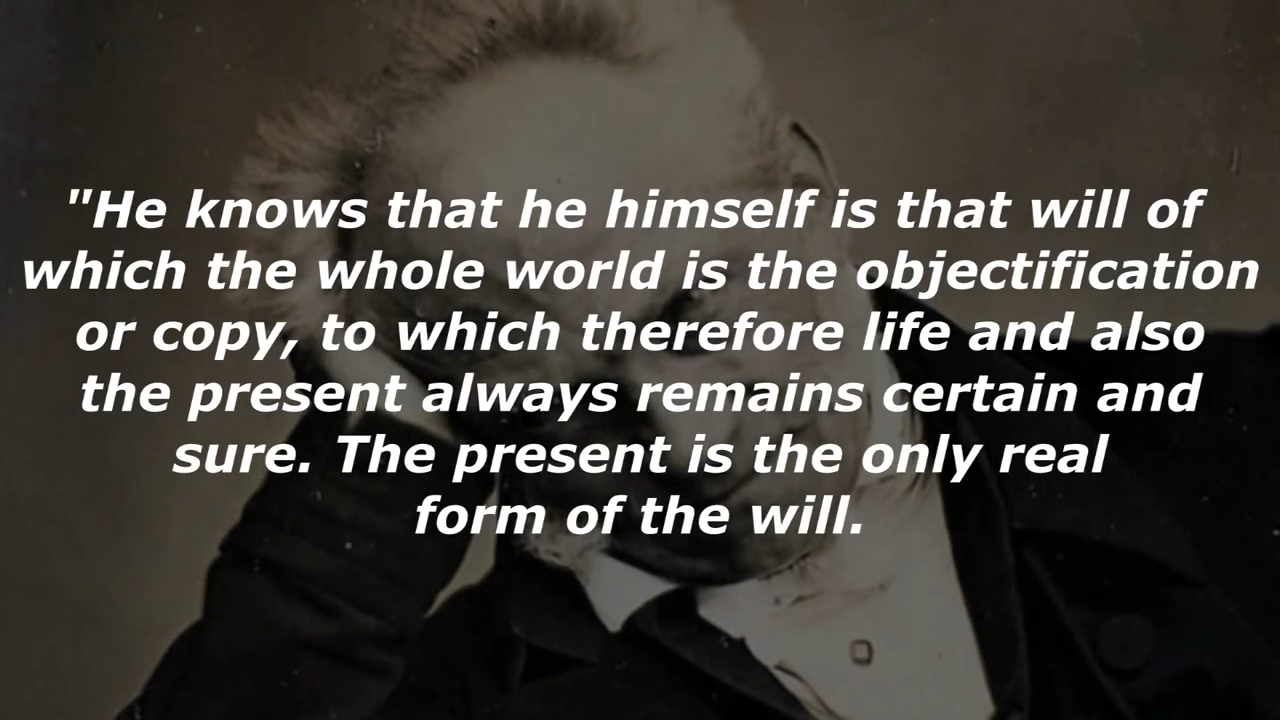 "He knows that he himself is that will of
which the whole world is the objectification
or copy, to which therefore life and also
the present always remains certain and
sure. The present is the only real
form of the will.